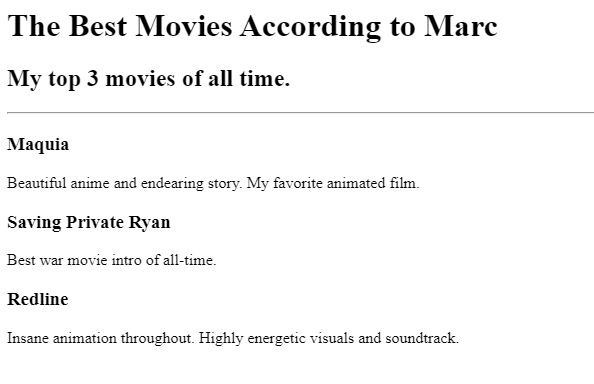 The Best Movies According to Marc
My top 3 movies of all time.
Maquia
Beautiful anime and endearing story. My favorite animated film.
Saving Private Ryan
Best war movie intro of all-time.
Redline
Insane animation throughout. Highly energetic visuals and soundtrack.